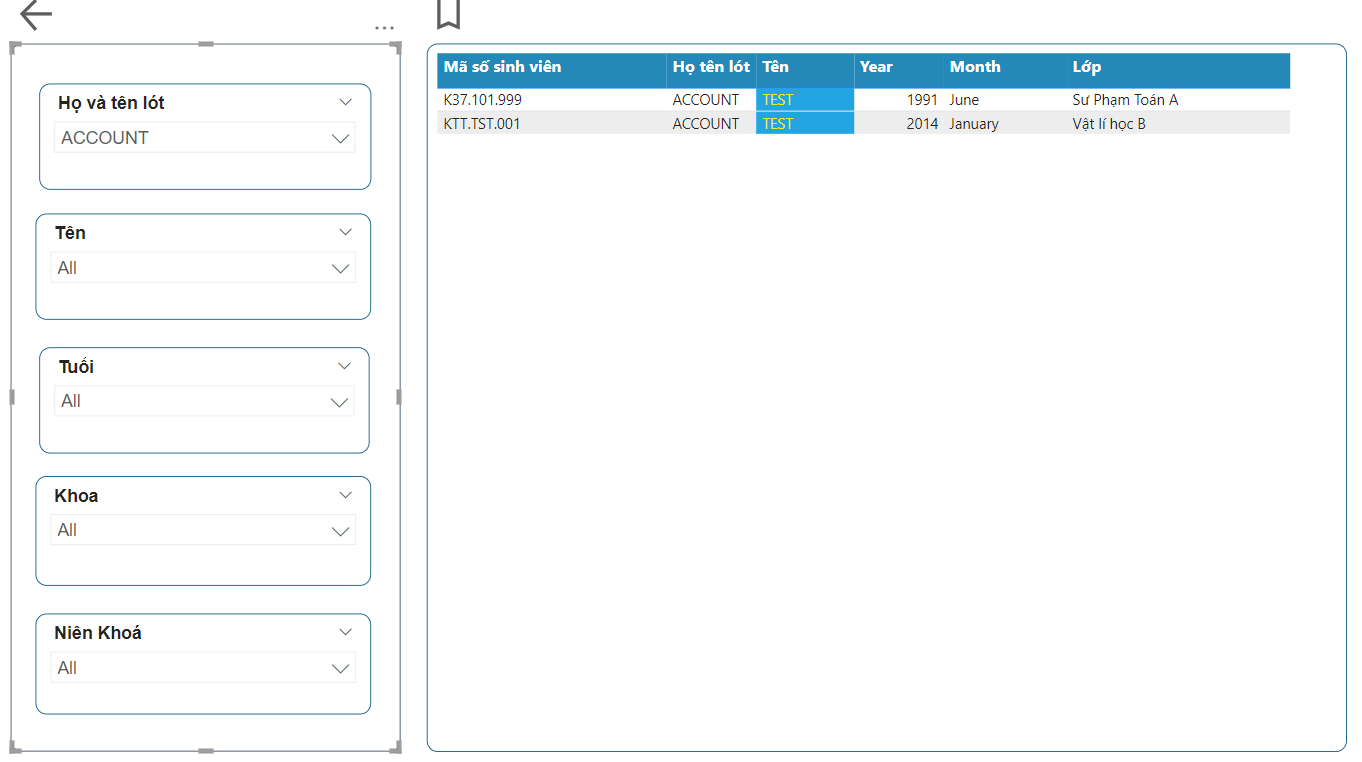 ...
Họ và tên lót
ACCOUNT
Tên
All
Tuổi
All
Khoa
All
Niên Khoá
All
Mã số sinh viên Họ tên lót Tên Year Month Lớp
K37.101.999 ACCOUNT TEST 1991 June Sư Phạm Toán A
KTT.TST.001 ACCOUNT TEST 2014 January Vật lí học B